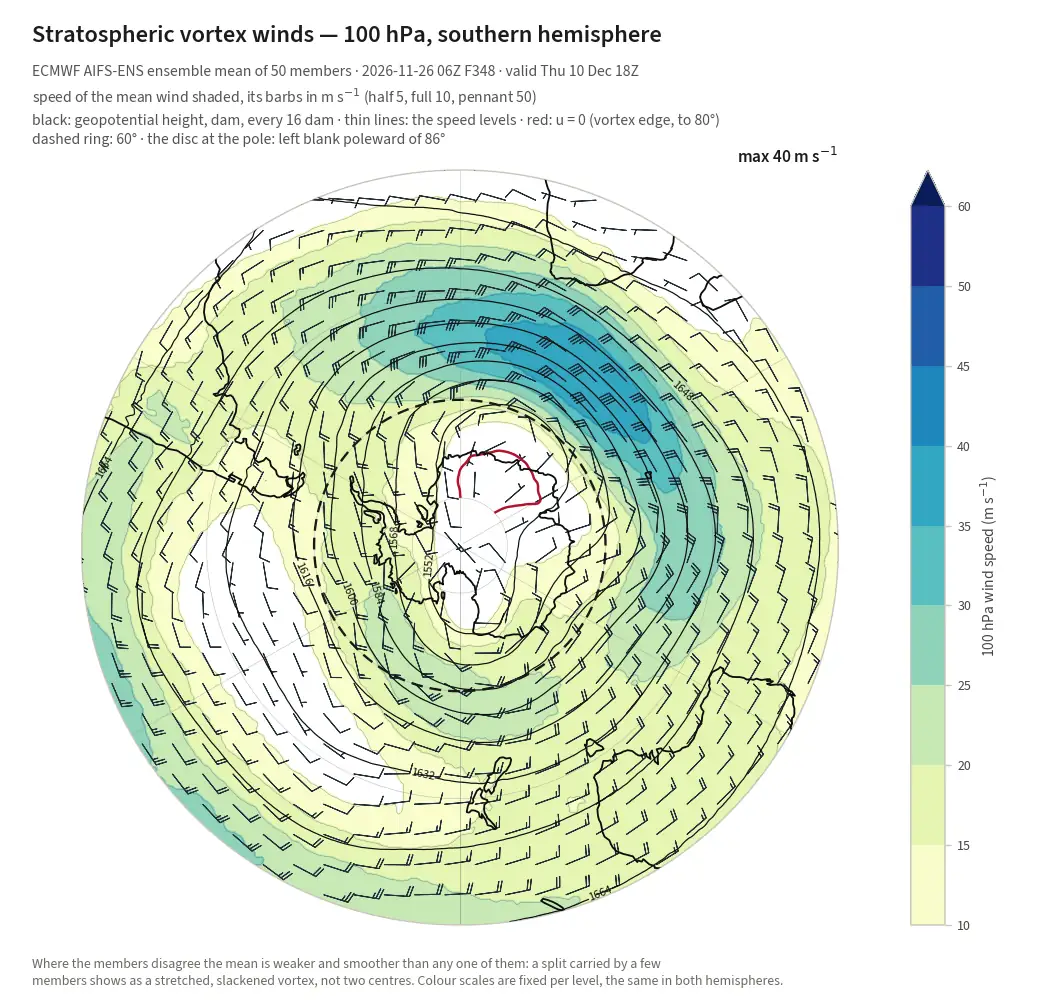 Stratospheric vortex winds — 100 hPa, southern hemisphere
ECMWF AIFS-ENS ensemble mean of 50 members · 2026-11-26 06Z F348 · valid Thu 10 Dec 18Z
speed of the mean wind shaded, its barbs in m s⁻¹ (half 5, full 10, pennant 50)
black: geopotential height, dam, every 16 dam · thin lines: the speed levels · red: u = 0 (vortex edge, to 80°)
dashed ring: 60° · the disc at the pole: left blank poleward of 86°
max 40 m s⁻¹
60
50
45
40
35
30
25
20
15
10
100 hPa wind speed (m s⁻¹)
1648
1568
1552
1616
1600
1584
1632
1664
Where the members disagree the mean is weaker and smoother than any one of them: a split carried by a few
members shows as a stretched, slackened vortex, not two centres. Colour scales are fixed per level, the same in both hemispheres.